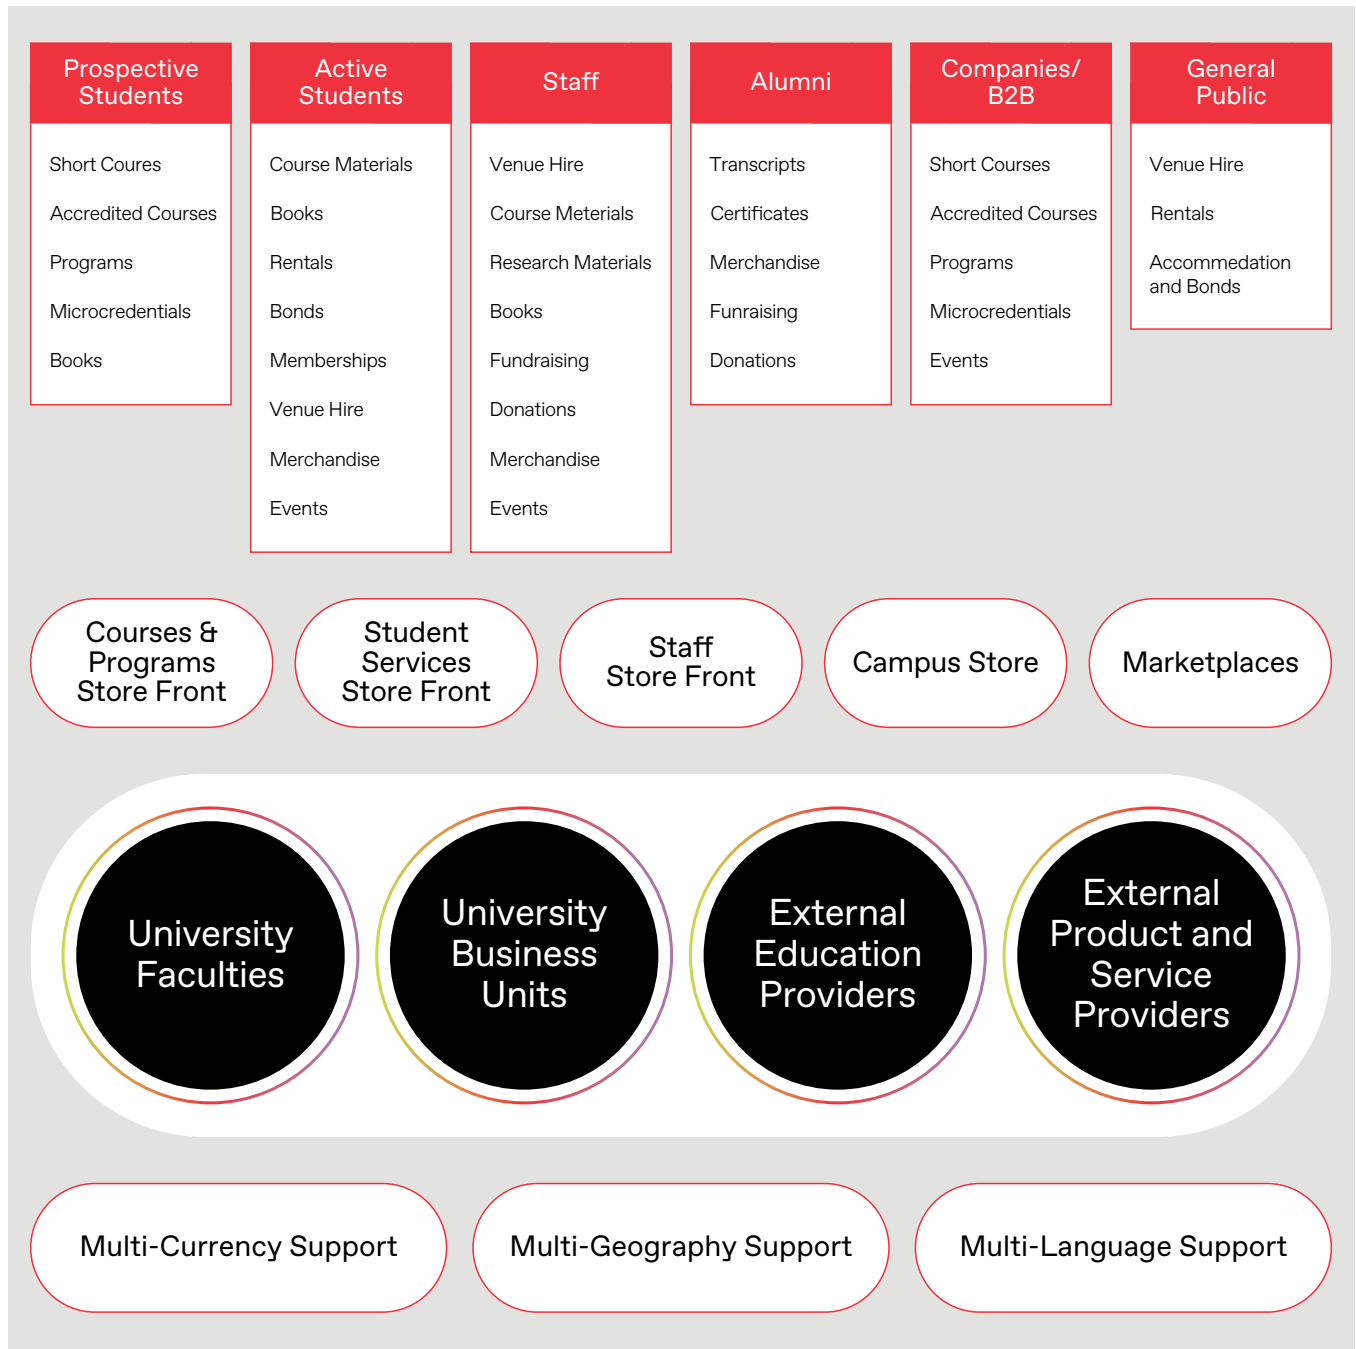 Prospective
Students
Short Coures
Accredited Courses
Programs
Microcredentials
Books
Active
Students
Course Materials
Books
Rentals
Bonds
Memberships
Venue Hire
Merchandise
Events
Staff
Venue Hire
Course Meterials
Research Materials
Books
Fundraising
Donations
Merchandise
Events
Alumni
Transcripts
Certificates
Merchandise
Funraising
Donations
Companies/
B2B
Short Courses
Accredited Courses
Programs
Microcredentials
Events
General
Public
Venue Hire
Rentals
Accommedation
and Bonds
Courses &
Programs
Store Front
Student
Services
Store Front
Staff
Store Front
Campus Store
Marketplaces
University
Faculties
University
Business
Units
External
Education
Providers
External
Product and
Service
Providers
Multi-Currency Support
Multi-Geography Support
Multi-Language Support